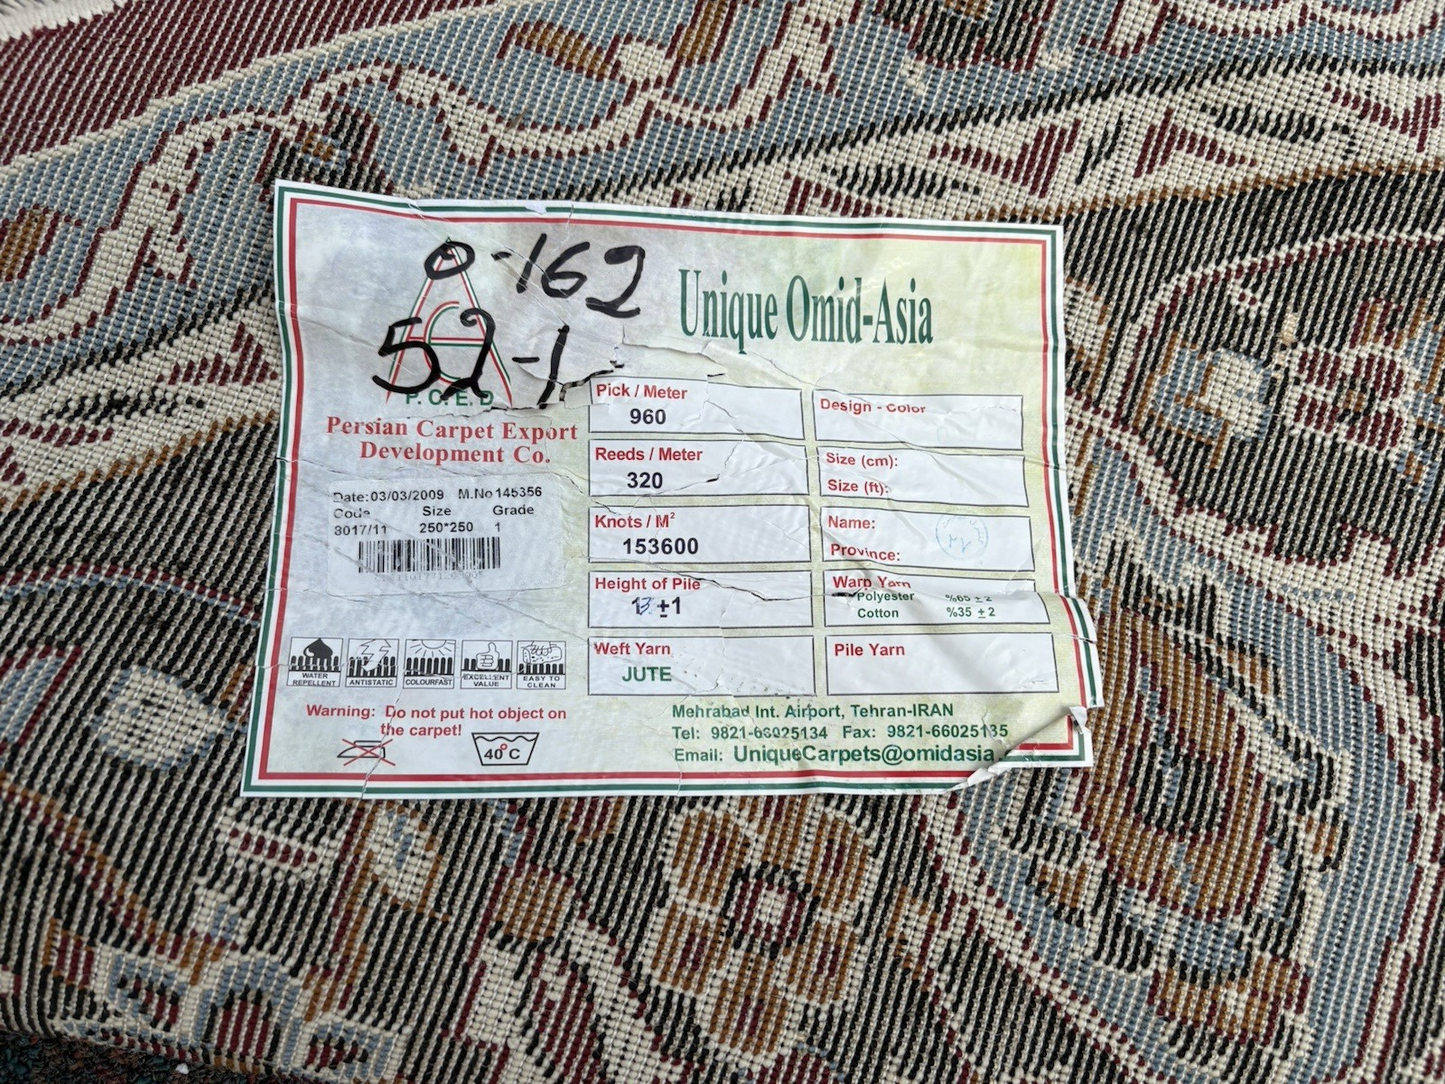 0-162
52-1
P. C. E. D
Persian Carpet Export
Development Co.
Date:03/03/2009 M.No 145356
Code Size Grade
8017/11 250*250 1
WATER REPELLENT
ANTISTATIC
COLOURFAST
EXCELLENT VALUE
EASY TO CLEAN
Warning: Do not put hot object on
the carpet!
40°C
Unique Omid-Asia
Pick / Meter
960
Reeds / Meter
320
Knots / M²
153600
Height of Pile
13 ±1
Weft Yarn
JUTE
Design - Color
Size (cm):
Size (ft):
Name:
Province:
Warp Yarn
Polyester %65 ± 2
Cotton %35 ± 2
Pile Yarn
Mehrabad Int. Airport, Tehran-IRAN
Tel: 9821-66025134 Fax: 9821-66025135
Email: UniqueCarpets@omidasia